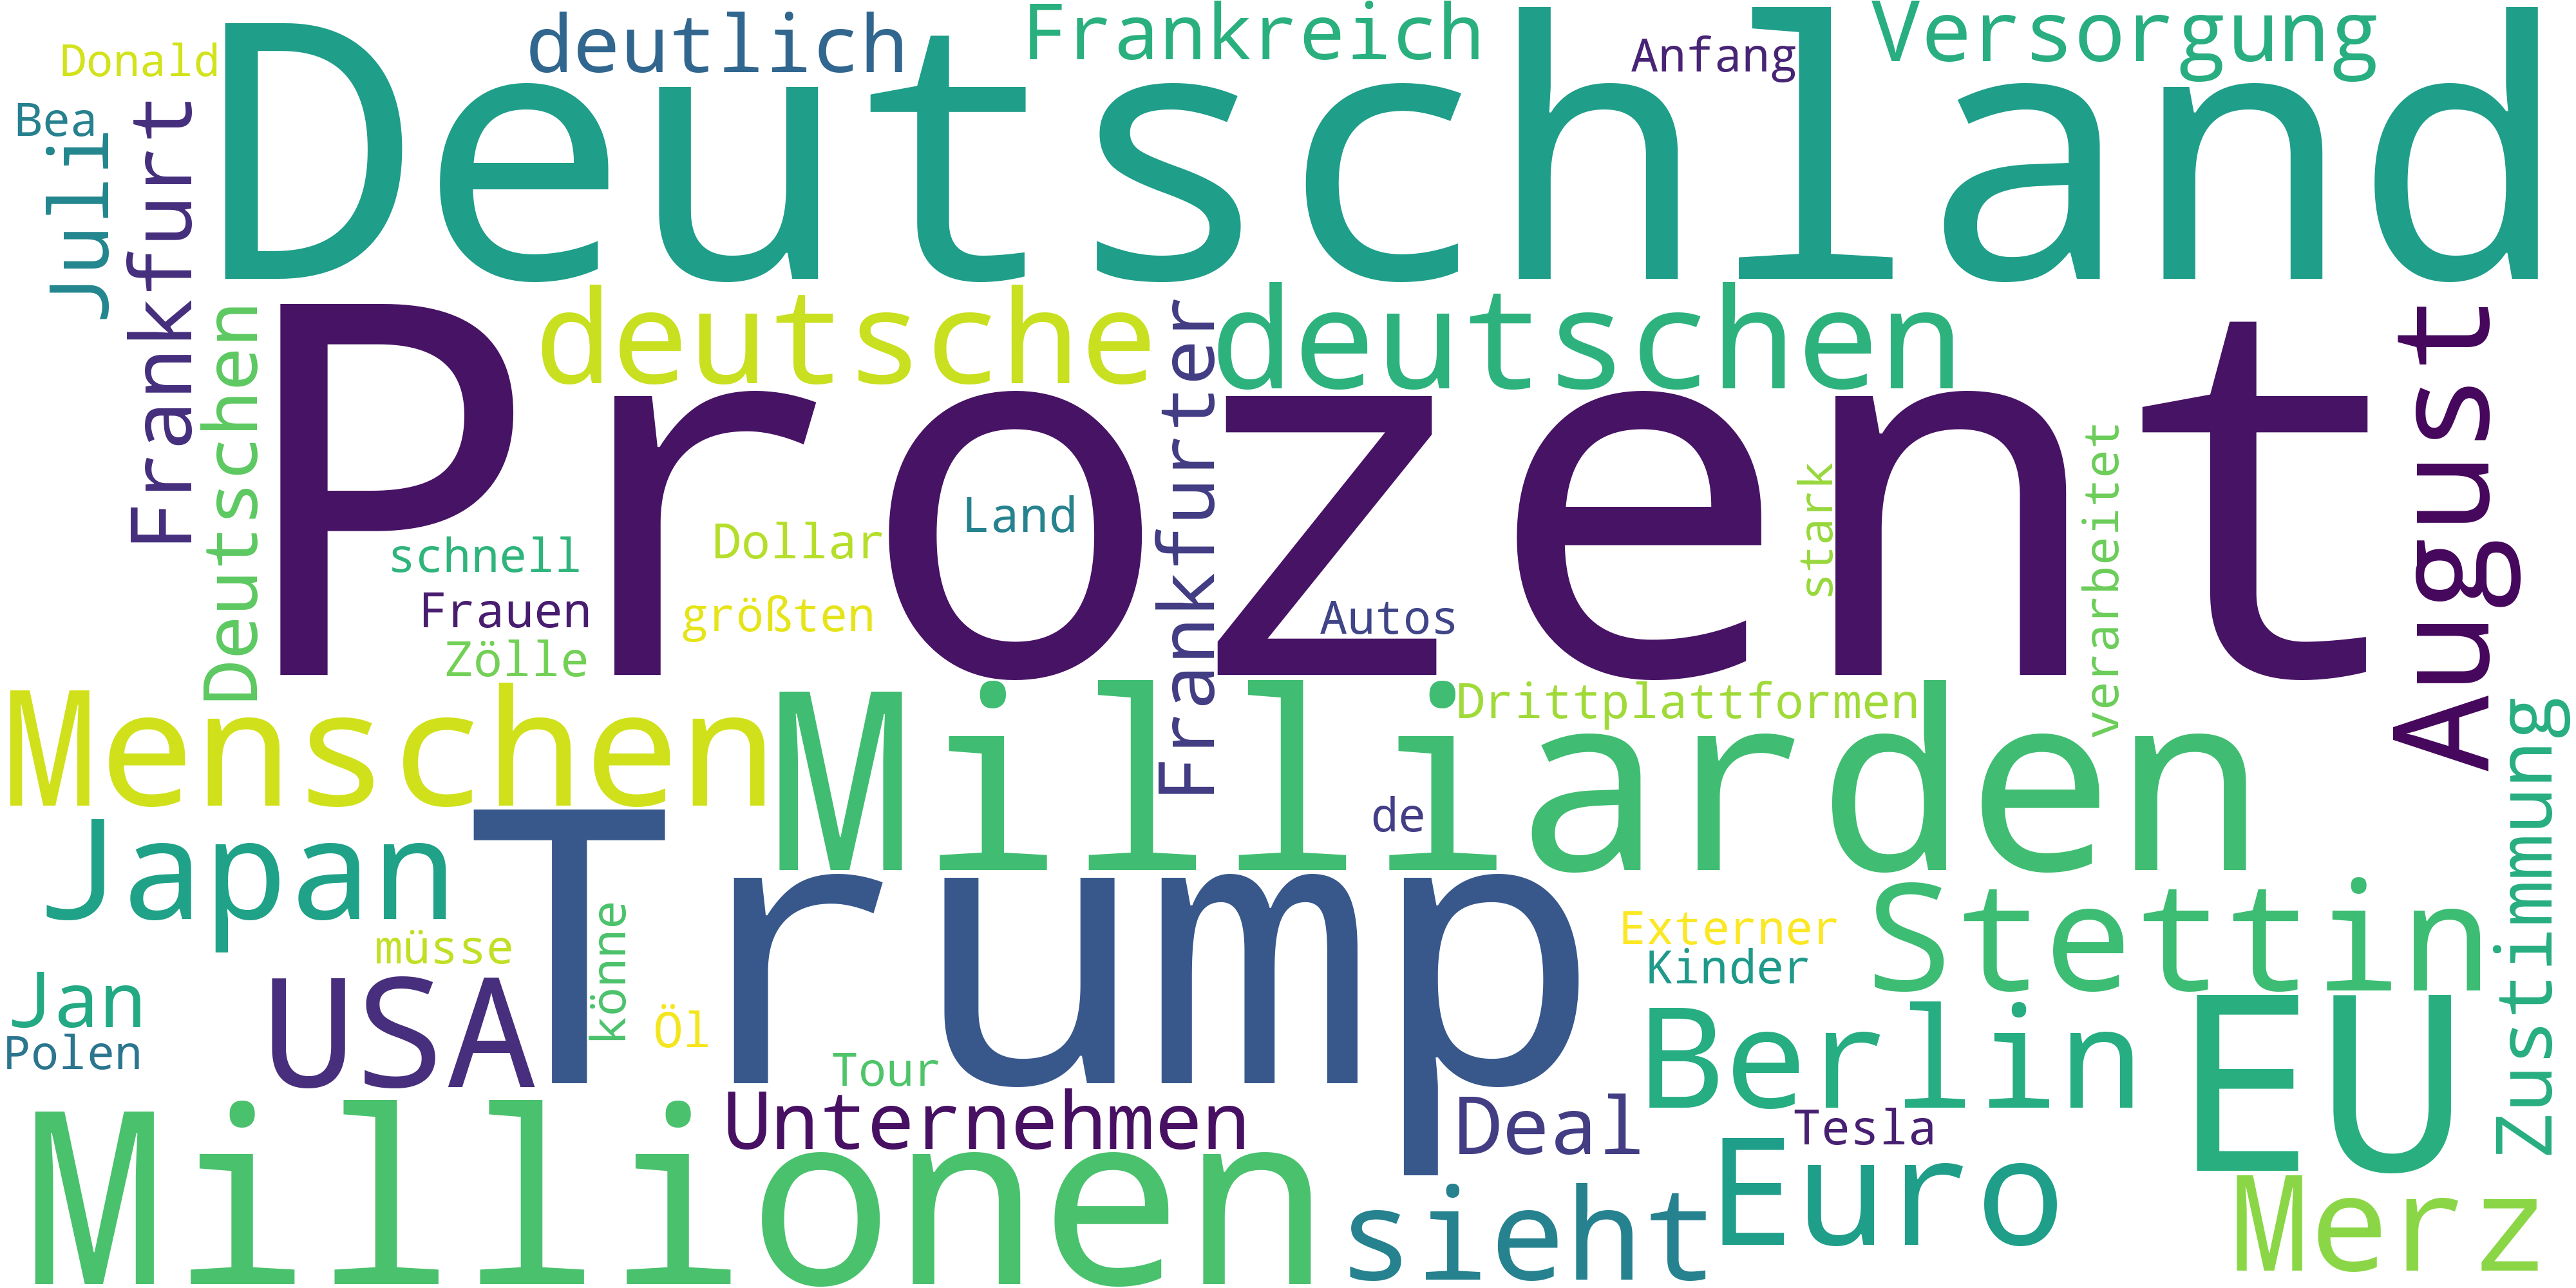 Donald
deutlich
Frankreich
Anfang
Versorgung
Bea
Juli
Frankfurt
Deutschland
Deutschen
deutsche
Frankfurter
deutschen
August
Prozent
schnell
Dollar
Land
stark
verarbeitet
Frauen
größten
Autos
Zölle
Menschen
Milliarden
Drittplattformen
Zustimmung
de
Japan
Trump
Stettin
müsse
könne
Externer
Kinder
Jan
USA
Öl
Berlin
EU
Polen
Tour
Unternehmen
Deal
Tesla
Millionen
sieht
Euro
Merz